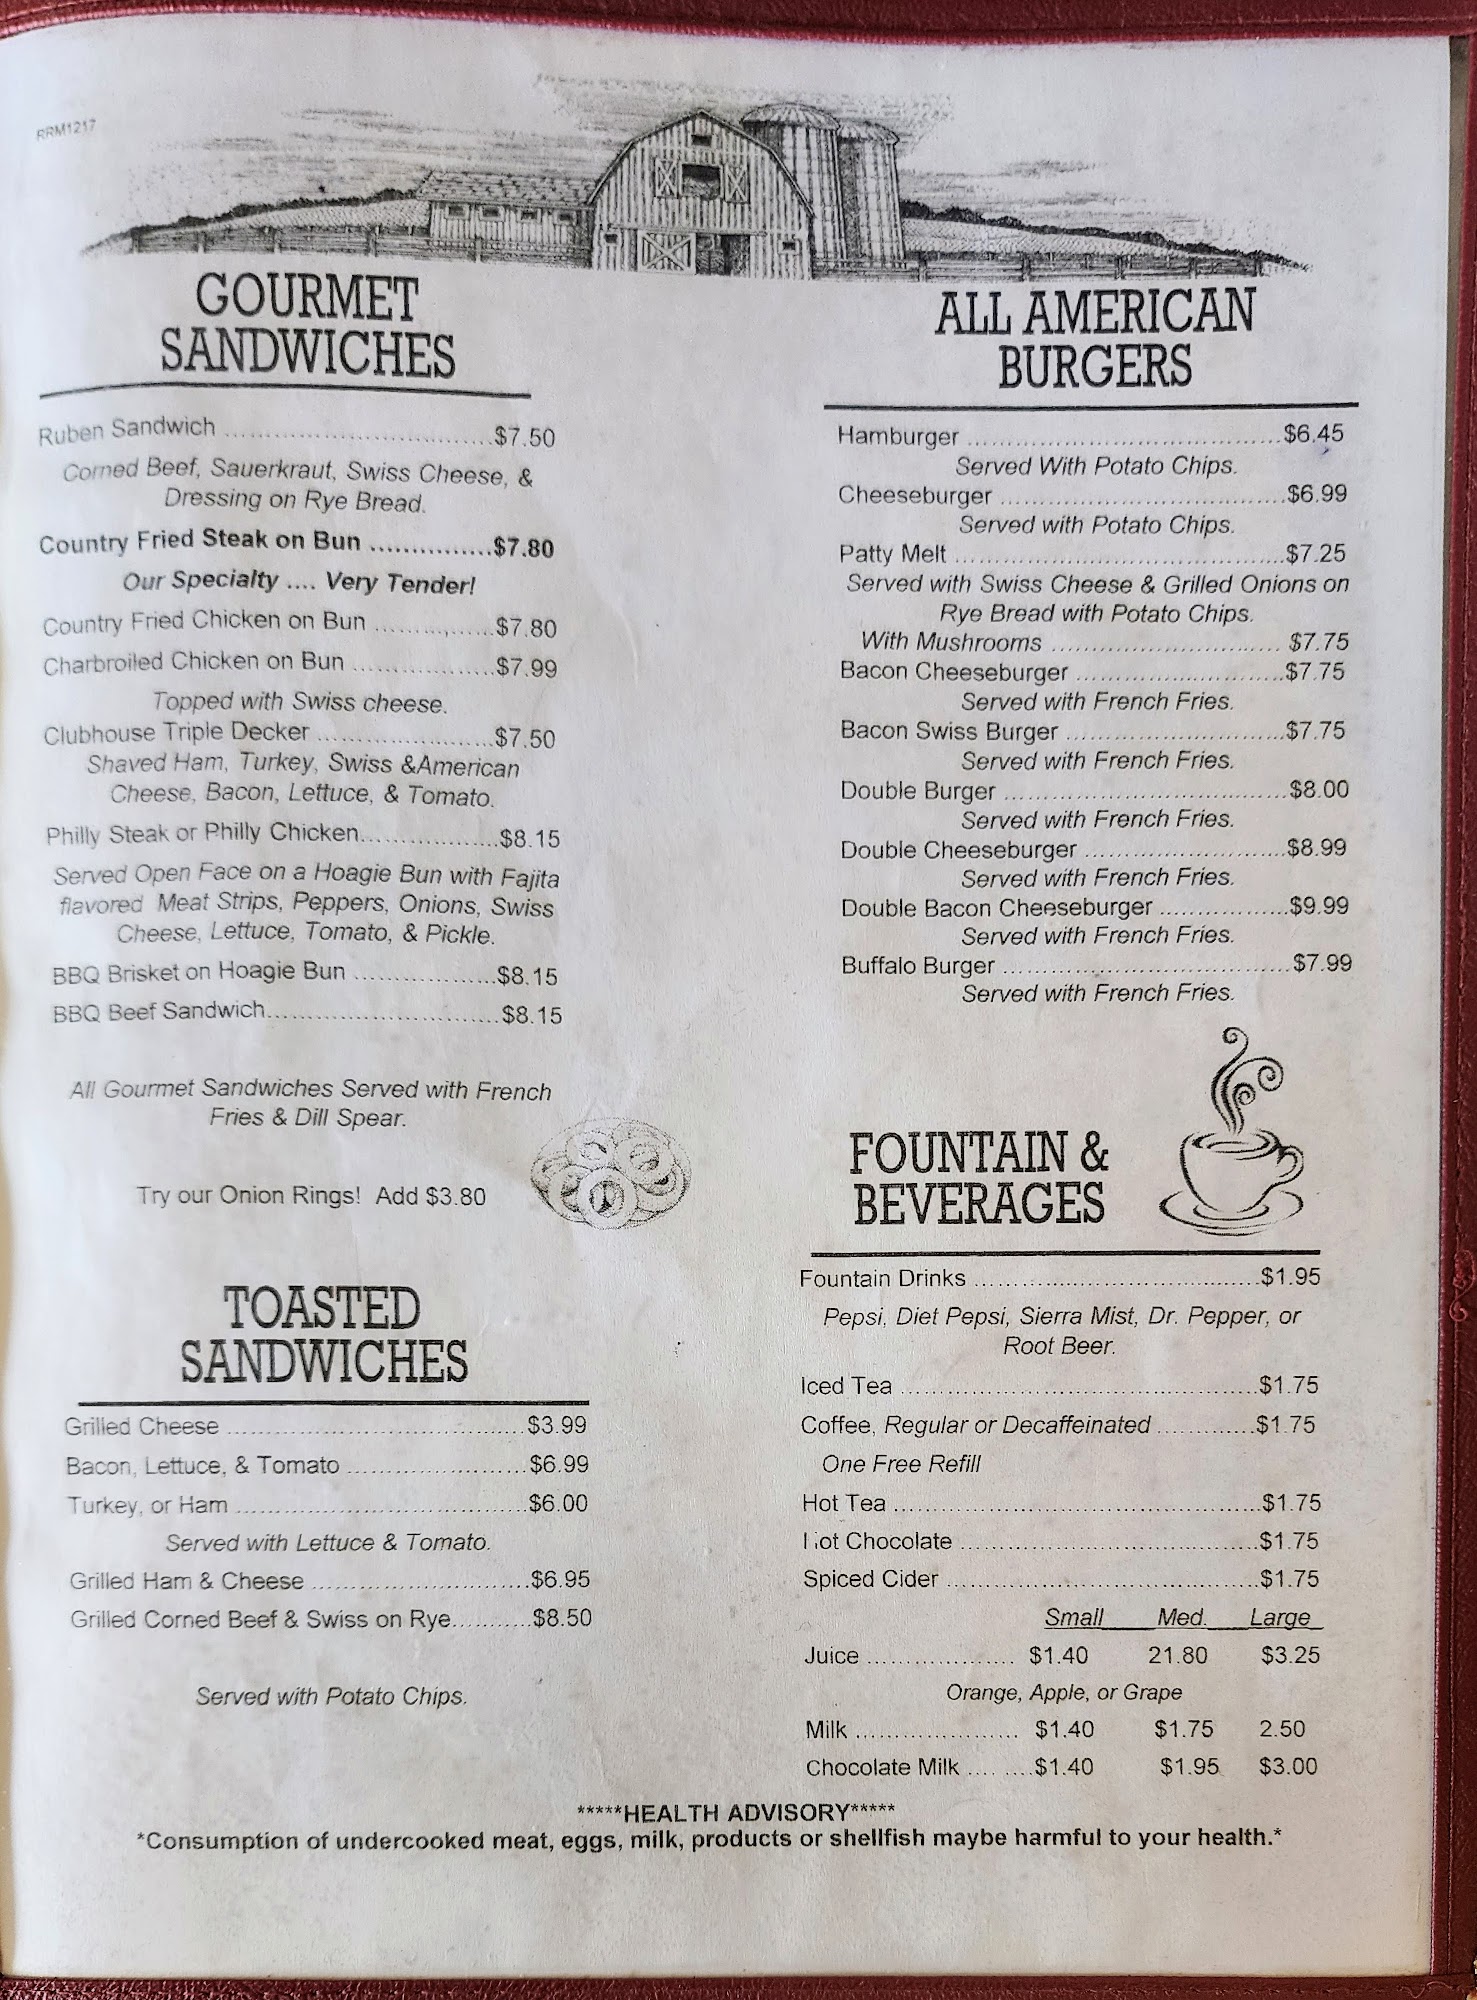 RRM1217
GOURMET
SANDWICHES
Ruben Sandwich ........................................$7.50
Corned Beef, Sauerkraut, Swiss Cheese, &
Dressing on Rye Bread.
Country Fried Steak on Bun ................$7.80
Our Specialty .... Very Tender!
Country Fried Chicken on Bun .................$7.80
Charbroiled Chicken on Bun .....................$7.99
Topped with Swiss cheese.
Clubhouse Triple Decker ..........................$7.50
Shaved Ham, Turkey, Swiss &American
Cheese, Bacon, Lettuce, & Tomato.
Philly Steak or Philly Chicken.....................$8.15
Served Open Face on a Hoagie Bun with Fajita
flavored Meat Strips, Peppers, Onions, Swiss
Cheese, Lettuce, Tomato, & Pickle.
BBQ Brisket on Hoagie Bun .....................$8.15
BBQ Beef Sandwich..................................$8.15
All Gourmet Sandwiches Served with French
Fries & Dill Spear.
Try our Onion Rings! Add $3.80
TOASTED
SANDWICHES
Grilled Cheese ...........................................$3.99
Bacon, Lettuce, & Tomato ..........................$6.99
Turkey, or Ham ..........................................$6.00
Served with Lettuce & Tomato.
Grilled Ham & Cheese ...............................$6.95
Grilled Corned Beef & Swiss on Rye...........$8.50
Served with Potato Chips.
ALL AMERICAN
BURGERS
Hamburger ..............................................$6.45
Served With Potato Chips.
Cheeseburger .........................................$6.99
Served with Potato Chips.
Patty Melt ................................................$7.25
Served with Swiss Cheese & Grilled Onions on
Rye Bread with Potato Chips.
With Mushrooms ................................. $7.75
Bacon Cheeseburger ..............................$7.75
Served with French Fries.
Bacon Swiss Burger ................................$7.75
Served with French Fries.
Double Burger .........................................$8.00
Served with French Fries.
Double Cheeseburger .............................$8.99
Served with French Fries.
Double Bacon Cheeseburger ...................$9.99
Served with French Fries.
Buffalo Burger .........................................$7.99
Served with French Fries.
FOUNTAIN &
BEVERAGES
Fountain Drinks .........................................$1.95
Pepsi, Diet Pepsi, Sierra Mist, Dr. Pepper, or
Root Beer.
Iced Tea ....................................................$1.75
Coffee, Regular or Decaffeinated ..............$1.75
One Free Refill
Hot Tea .....................................................$1.75
Hot Chocolate ...........................................$1.75
Spiced Cider .............................................$1.75
Small Med. Large
Juice ..................... $1.40 21.80 $3.25
Orange, Apple, or Grape
Milk ....................... $1.40 $1.75 2.50
Chocolate Milk .... .....$1.40 $1.95 $3.00
*****HEALTH ADVISORY*****
*Consumption of undercooked meat, eggs, milk, products or shellfish maybe harmful to your health.*